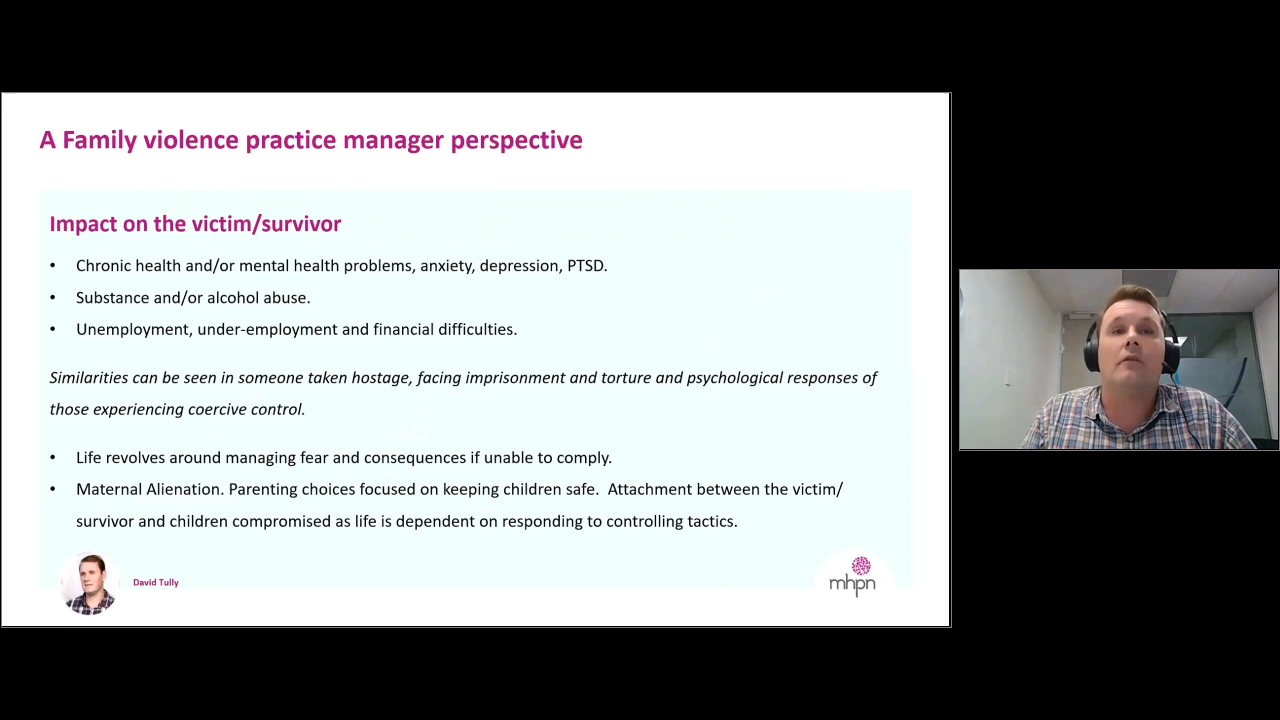 A Family violence practice manager perspective
Impact on the victim/survivor
• Chronic health and/or mental health problems, anxiety, depression, PTSD.
• Substance and/or alcohol abuse.
• Unemployment, under-employment and financial difficulties.
Similarities can be seen in someone taken hostage, facing imprisonment and torture and psychological responses of
those experiencing coercive control.
• Life revolves around managing fear and consequences if unable to comply.
• Maternal Alienation. Parenting choices focused on keeping children safe.  Attachment between the victim/
survivor and children compromised as life is dependent on responding to controlling tactics.
David Tully
mhpn